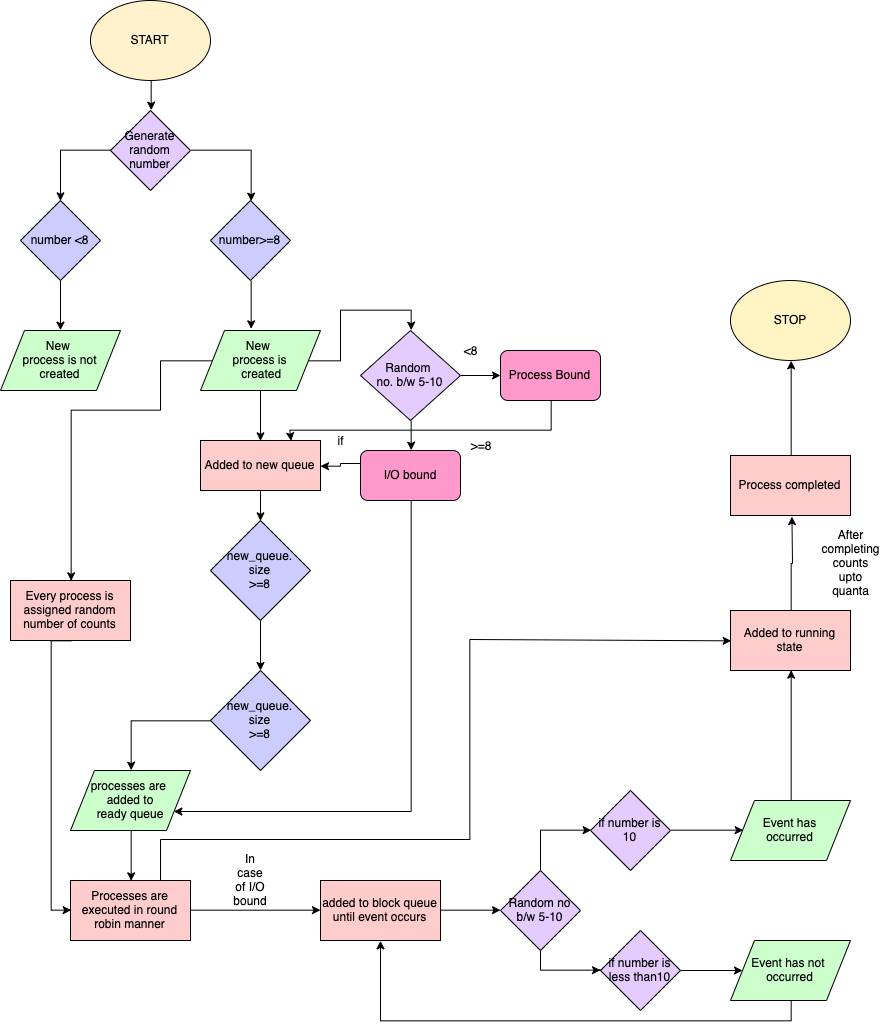 START
Generate
random
number
number <8
number>=8
New
process is not
created
New
process is
created
Random
no. b/w 5-10
<8
Process Bound
STOP
Added to new queue
if
>=8
I/O bound
Process completed
new_queue.
size
>=8
After
completing
counts
upto
quanta
Every process is
assigned random
number of counts
Added to running
state
new_queue.
size
>=8
processes are
added to
ready queue
if number is
10
Event has
occurred
In
case
of I/O
bound
Processes are
executed in round
robin manner
added to block queue
until event occurs
Random no
b/w 5-10
if number is
less than10
Event has not
occurred